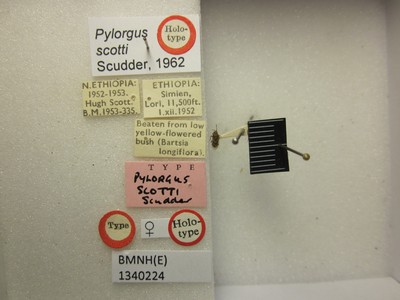 Pylorgus
scotti
Scudder, 1962
Holo-
type
N. ETHIOPIA:
1952-1953.
Hugh Scott.
B.M. 1953-335.
ETHIOPIA:
Simien,
Lori, 11,500ft.
1.xii.1952
Beaten from low
yellow-flowered
bush (Bartsia
longiflora).
TYPE
PYLORGUS
SCOTTI
Scudder
Type
♀
Holo-
type
BMNH(E)
1340224